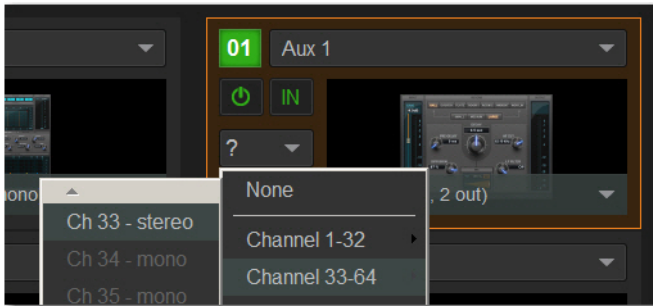 01 Aux 1
IN
?
ono
, 2 out)
None
Channel 1-32
Channel 33-64
Ch 33 - stereo
Ch 34 - mono
Ch 35 - mono